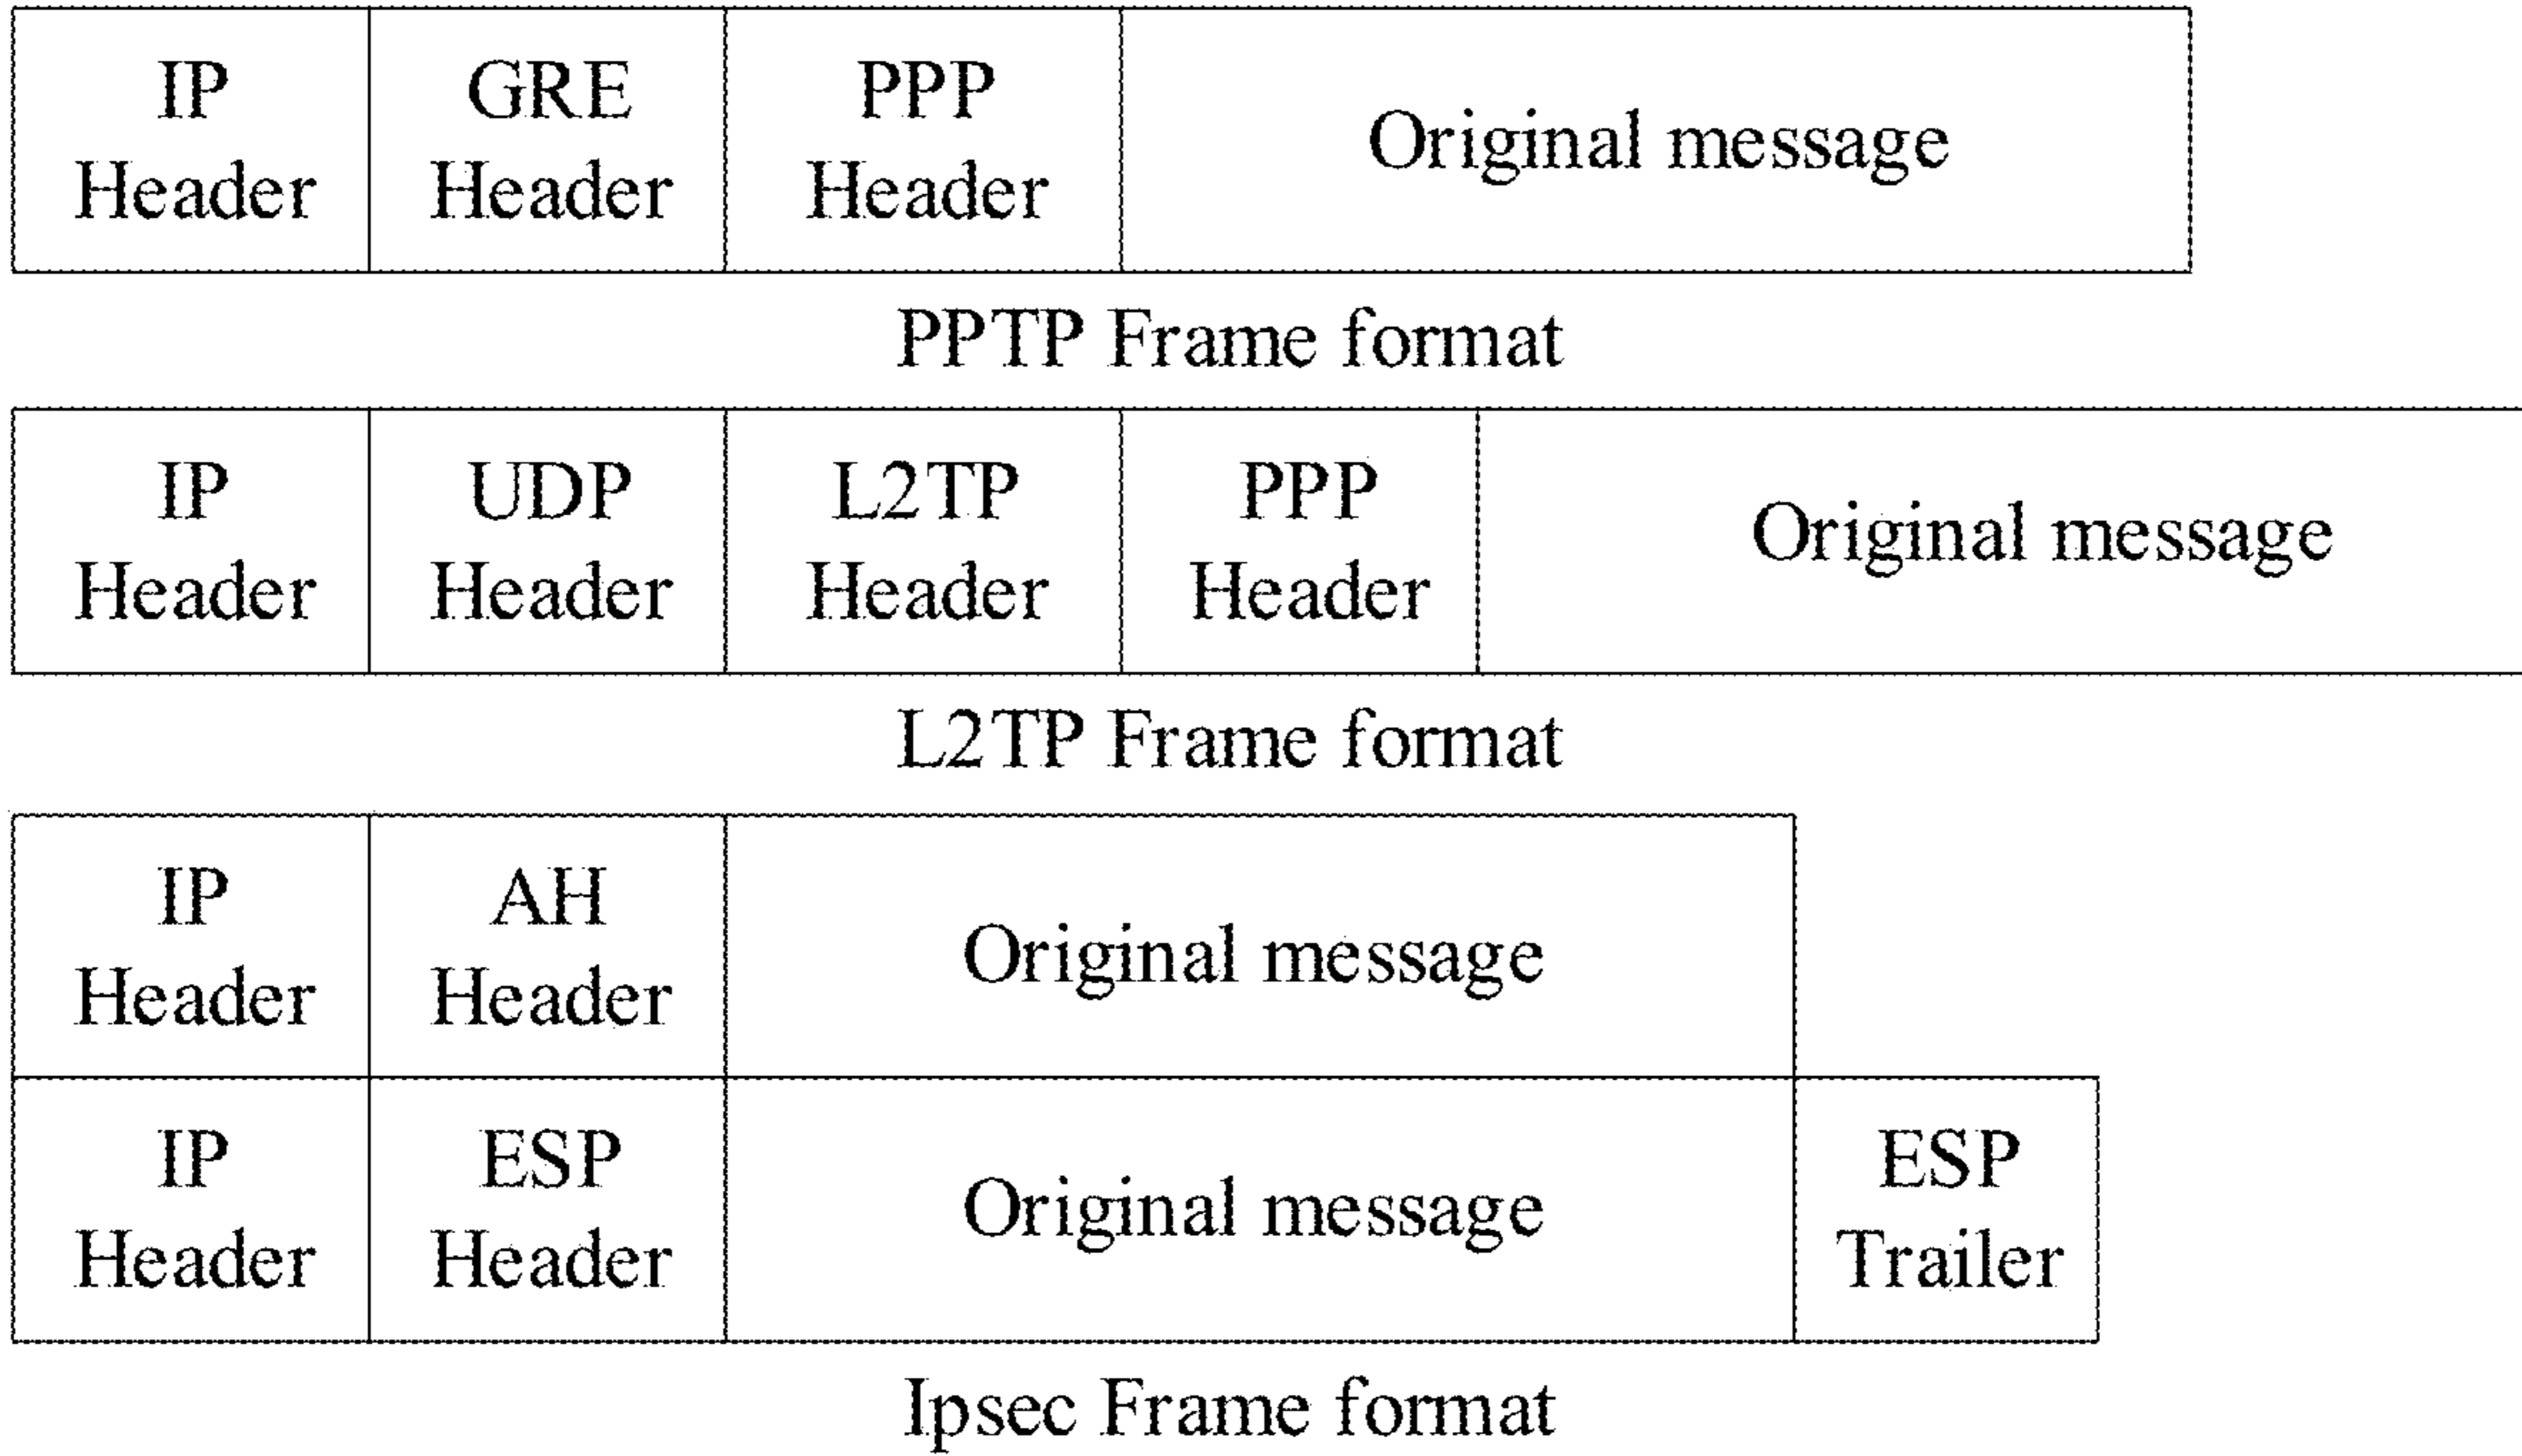 IP
Header
GRE
Header
PPP
Header
Original message
PPTP Frame format
IP
Header
UDP
Header
L2TP
Header
PPP
Header
Original message
L2TP Frame format
IP
Header
AH
Header
Original message
IP
Header
ESP
Header
Original message
ESP
Trailer
Ipsec Frame format